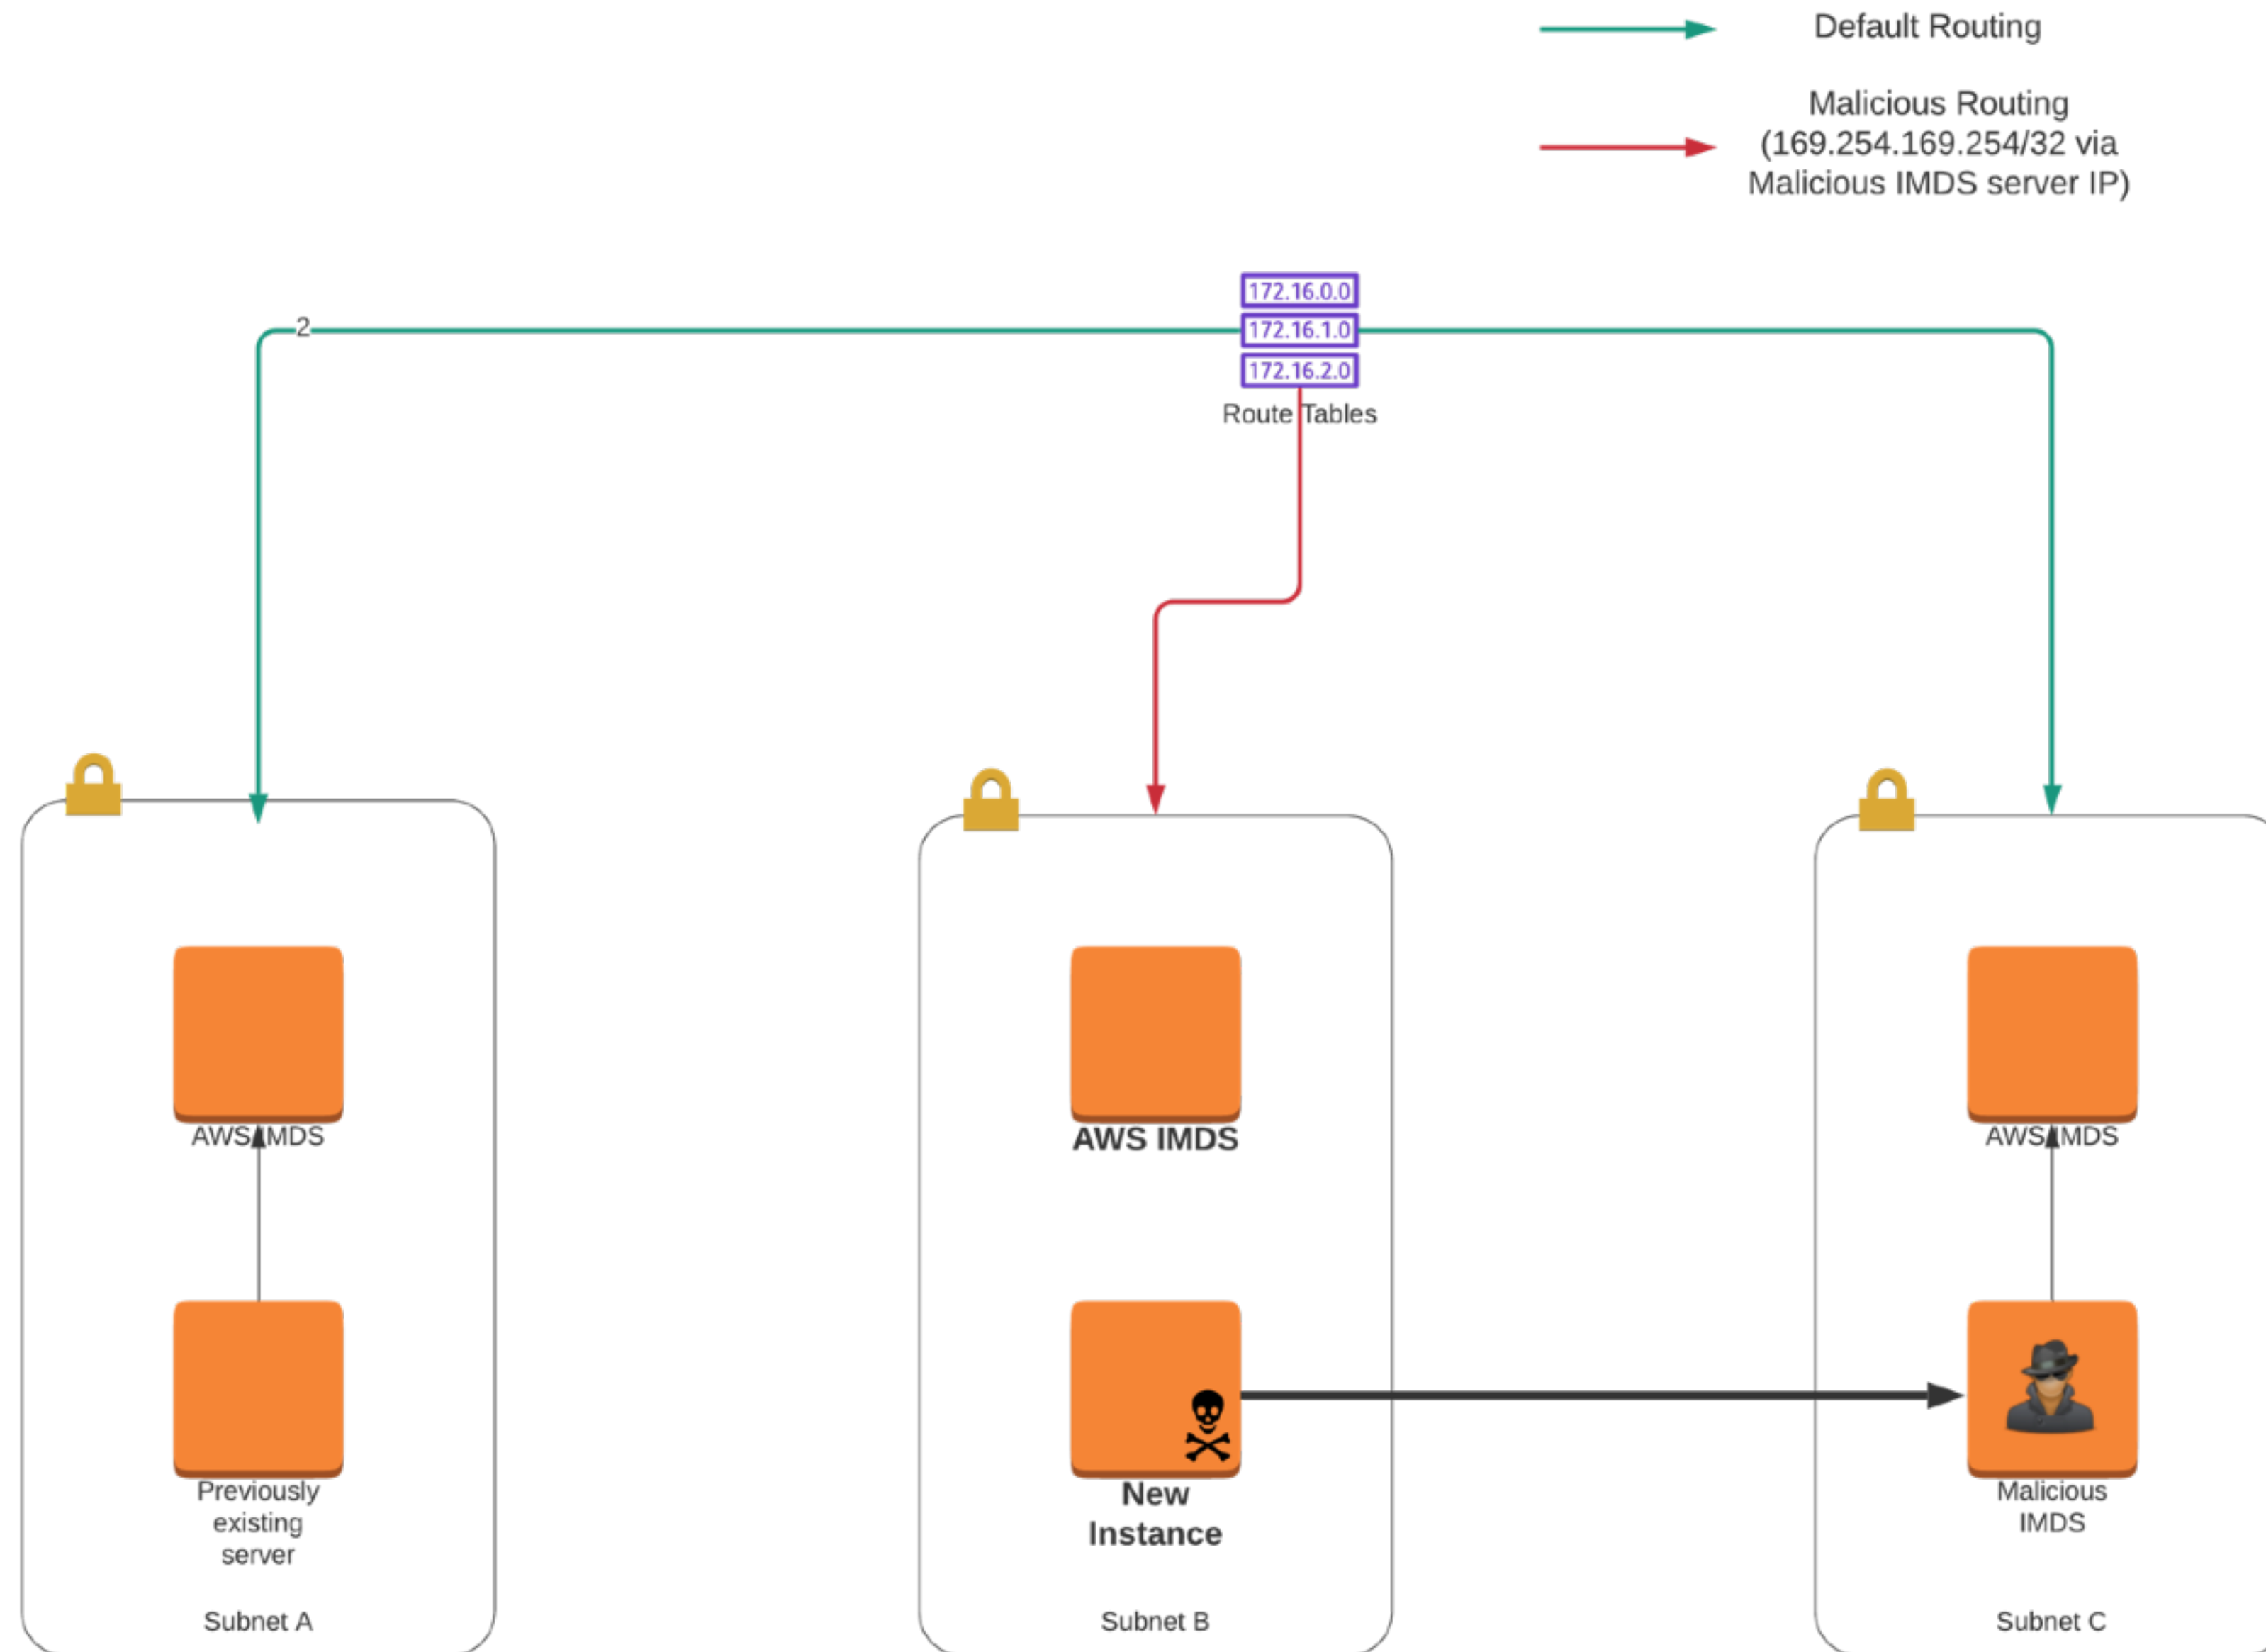 Default Routing
Malicious Routing
(169.254.169.254/32 via
Malicious IMDS server IP)
172.16.0.0
2
172.16.1.0
172.16.2.0
Route Tables
AWS IMDS
AWS IMDS
AWS IMDS
Previously
existing
server
New
Instance
Malicious
IMDS
Subnet A
Subnet B
Subnet C